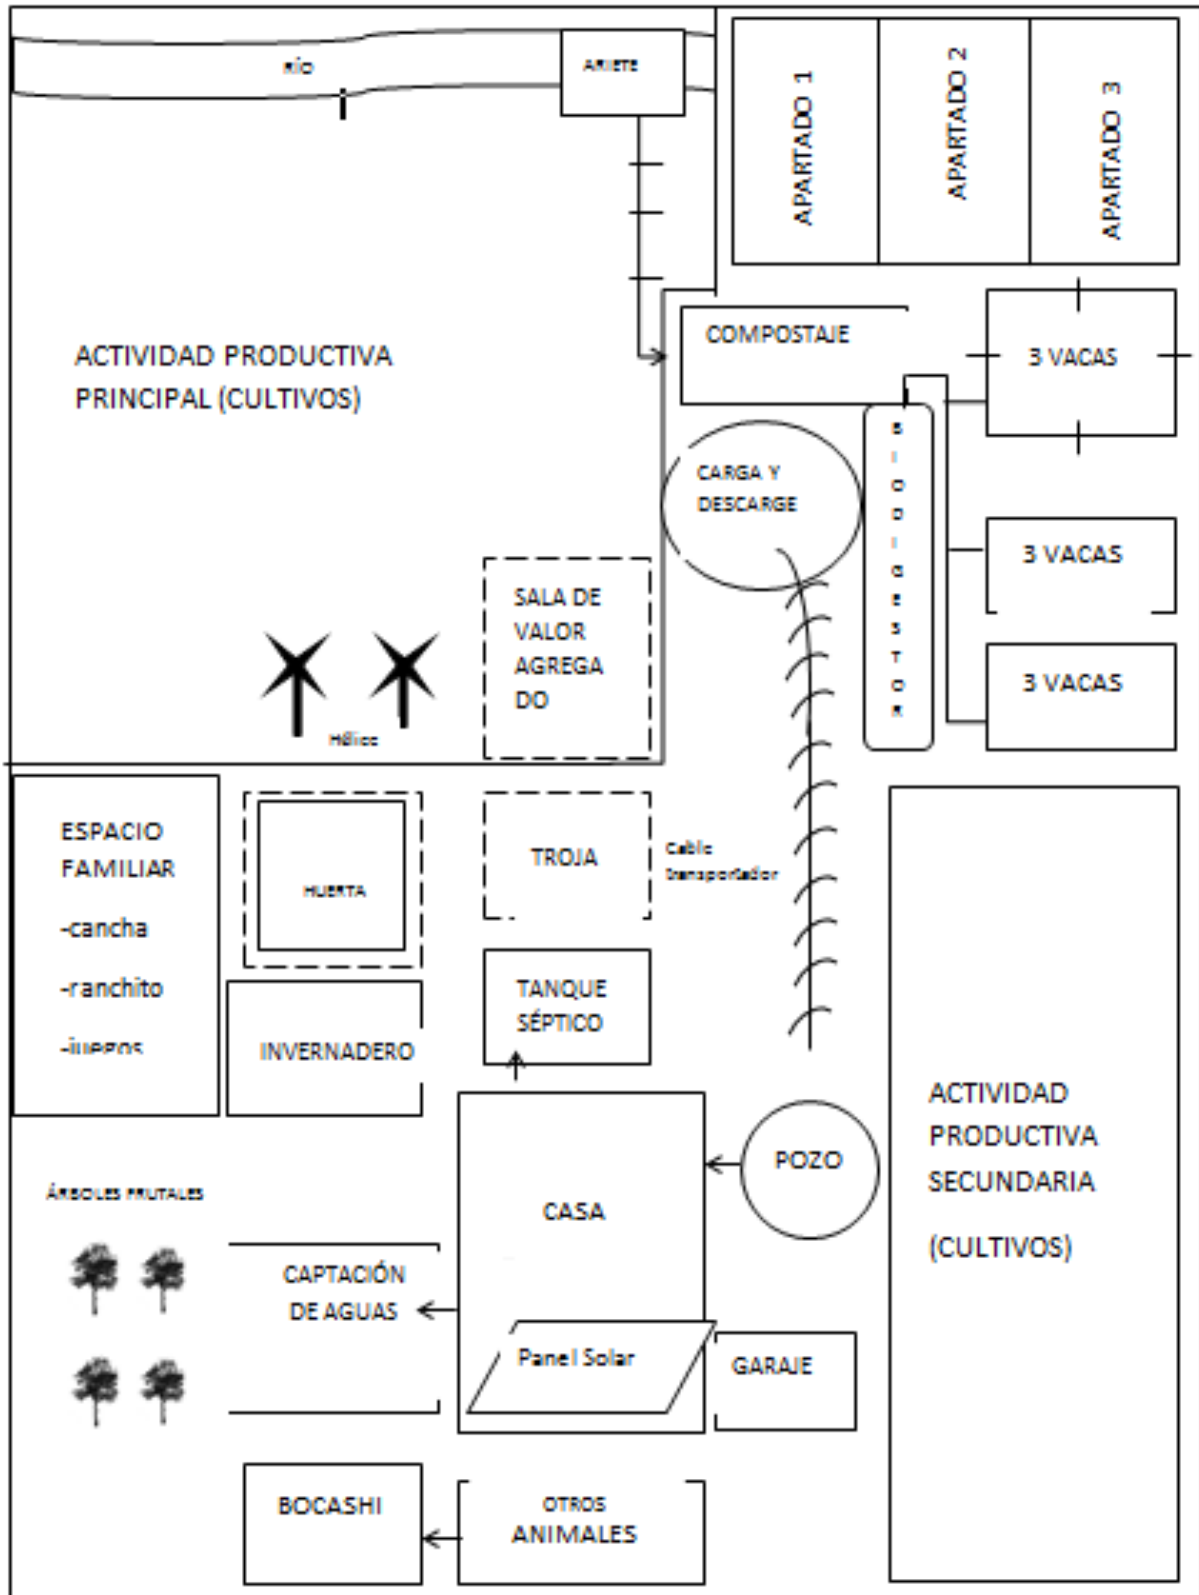 RÍO
ARIETE
APARTADO 1
APARTADO 2
APARTADO 3
ACTIVIDAD PRODUCTIVA
PRINCIPAL (CULTIVOS)
COMPOSTAJE
3 VACAS
CARGA Y
DESCARGE
BIODIGESTOR
3 VACAS
3 VACAS
SALA DE
VALOR
AGREGA
DO
Hélice
ESPACIO
FAMILIAR
-cancha
-ranchito
-juegos
HUERTA
TROJA
Cable
transportador
INVERNADERO
TANQUE
SÉPTICO
ACTIVIDAD
PRODUCTIVA
SECUNDARIA
(CULTIVOS)
POZO
CASA
ÁRBOLES FRUTALES
CAPTACIÓN
DE AGUAS
Panel Solar
GARAJE
BOCASHI
OTROS
ANIMALES